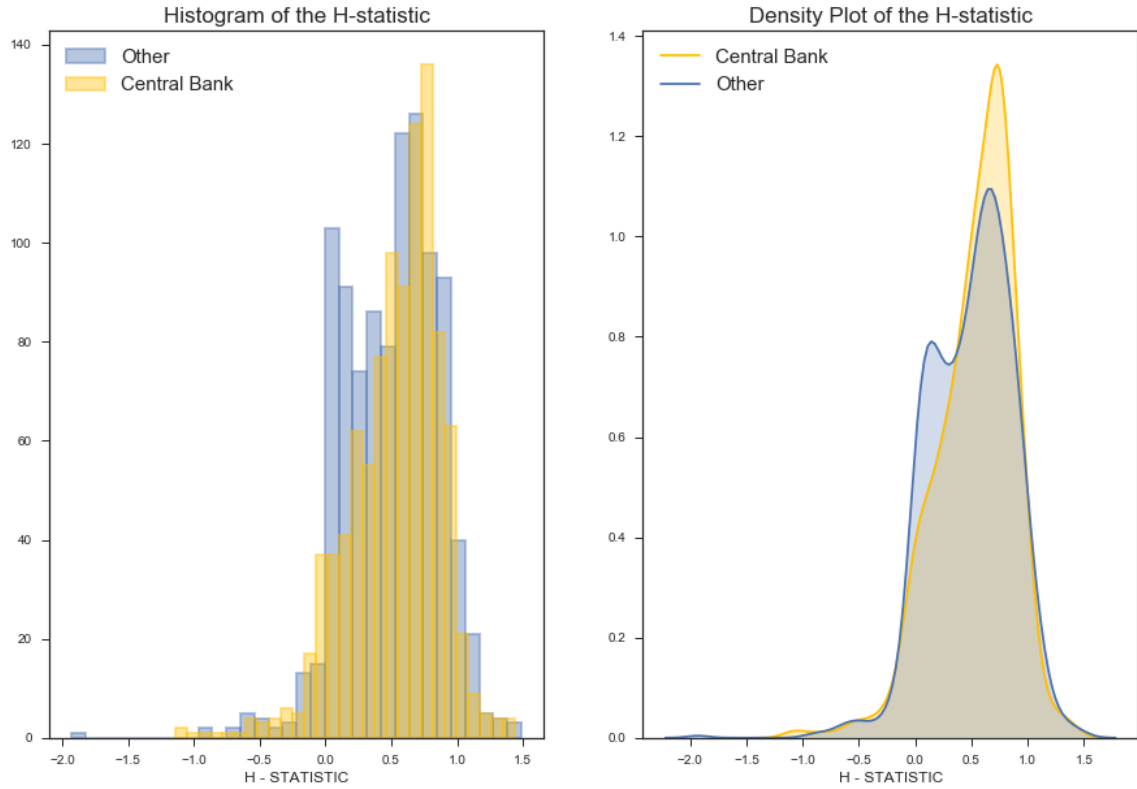 Histogram of the H-statistic
Other
Central Bank
140
120
100
80
60
40
20
0
−2.0 −1.5 −1.0 −0.5 0.0 0.5 1.0 1.5
H - STATISTIC
Density Plot of the H-statistic
Central Bank
Other
1.4
1.2
1.0
0.8
0.6
0.4
0.2
0.0
−2.0 −1.5 −1.0 −0.5 0.0 0.5 1.0 1.5
H - STATISTIC